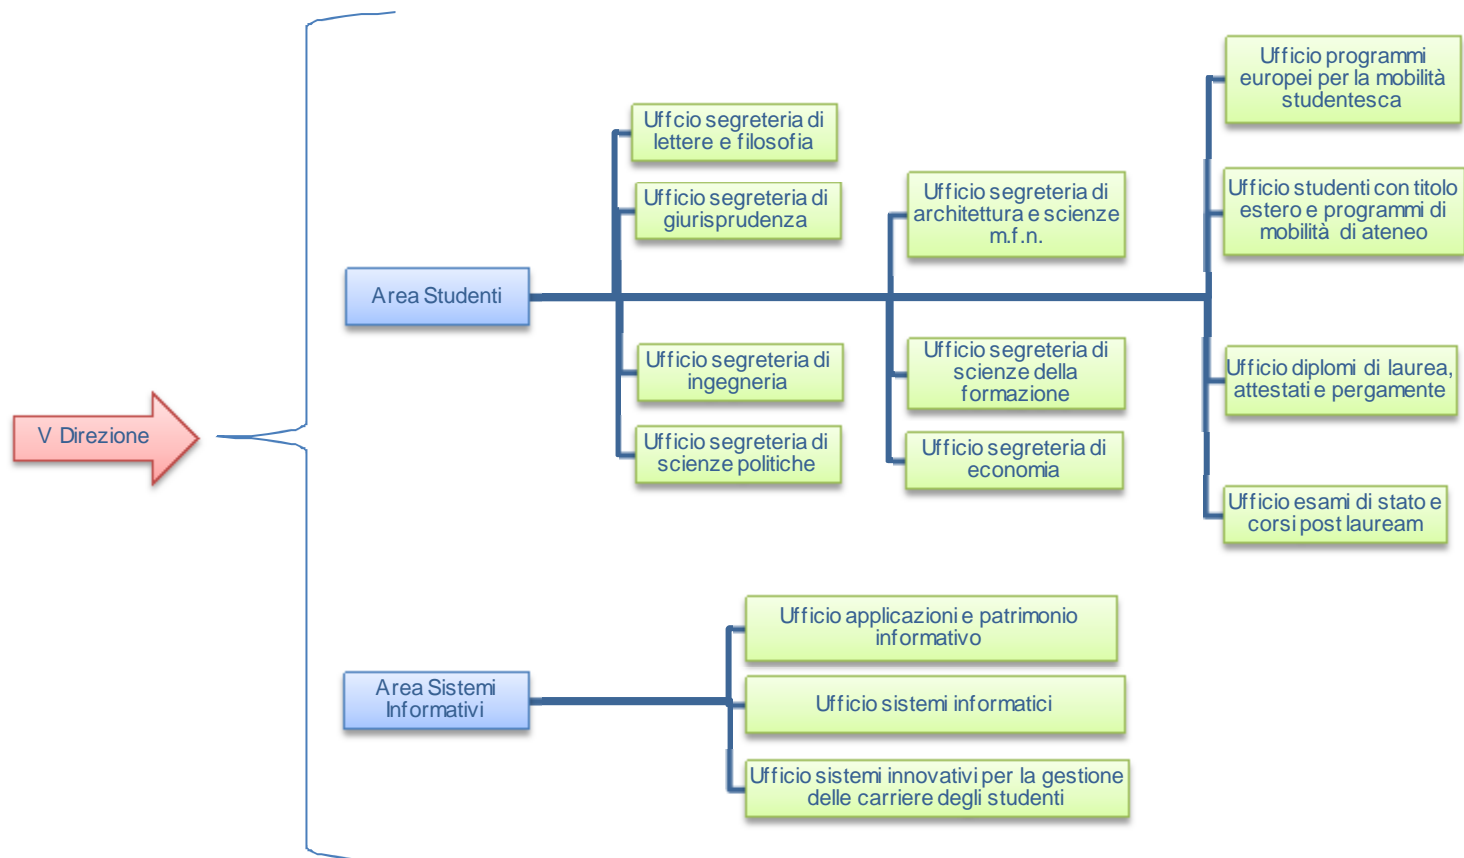 V Direzione
Area Studenti
Uffcio segreteria di
lettere e filosofia
Ufficio segreteria di
giurisprudenza
Ufficio segreteria di
ingegneria
Ufficio segreteria di
scienze politiche
Ufficio segreteria di
architettura e scienze
m.f.n.
Ufficio segreteria di
scienze della
formazione
Ufficio segreteria di
economia
Ufficio programmi
europei per la mobilità
studentesca
Ufficio studenti con titolo
estero e programmi di
mobilità di ateneo
Ufficio diplomi di laurea,
attestati e pergamente
Ufficio esami di stato e
corsi post lauream
Area Sistemi
Informativi
Ufficio applicazioni e patrimonio
informativo
Ufficio sistemi informatici
Ufficio sistemi innovativi per la gestione
delle carriere degli studenti